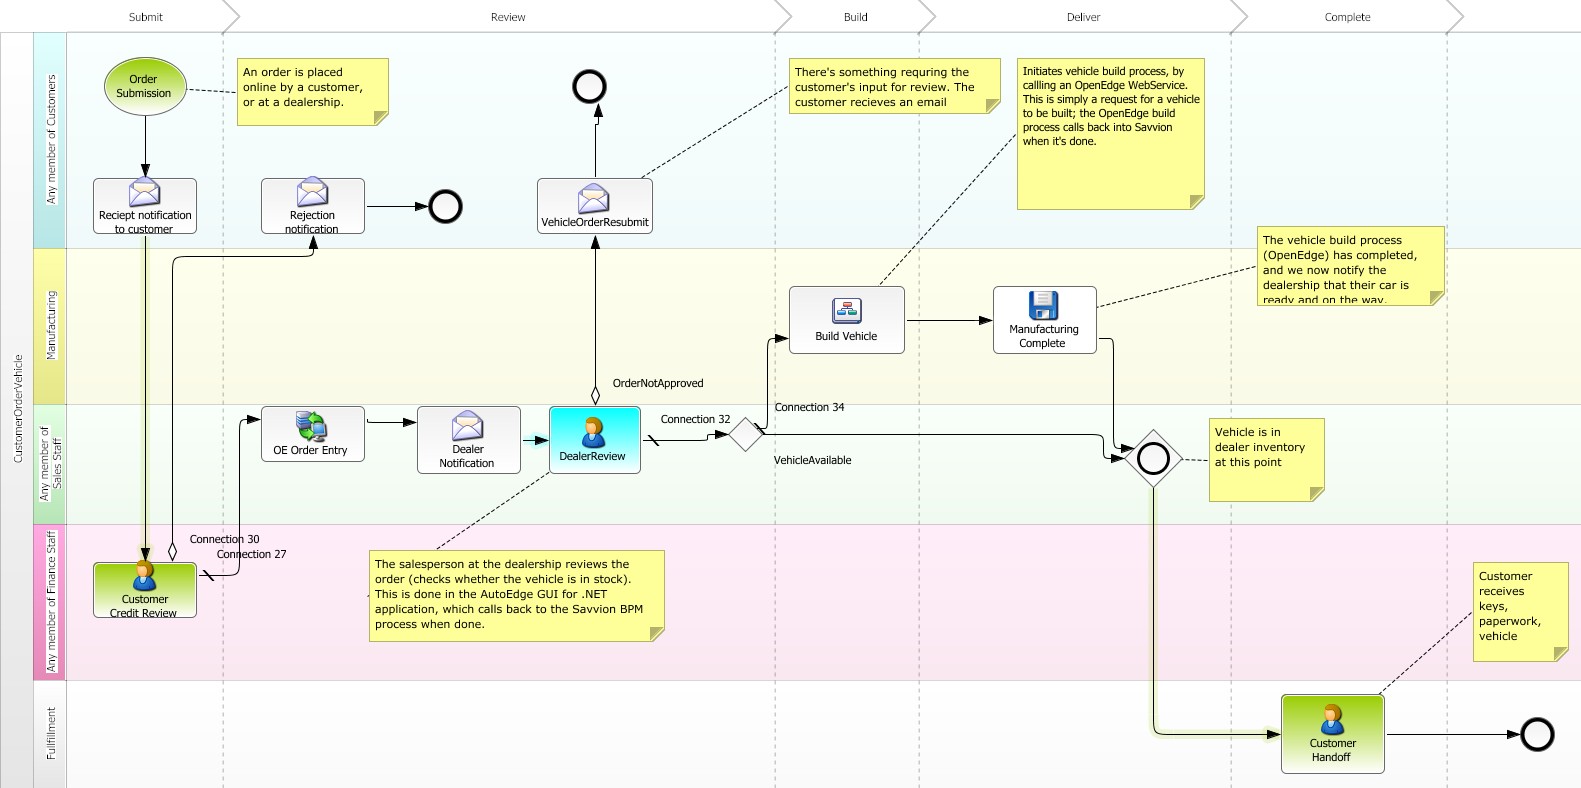 Submit
Review
Build
Deliver
Complete
CustomerOrderVehicle
Any member of Customers
Order
Submission
An order is placed
online by a customer,
or at a dealership.
There's something requring the
customer's input for review. The
customer recieves an email
Initiates vehicle build process, by
callling an OpenEdge WebService.
This is simply a request for a vehicle
to be built; the OpenEdge build
process calls back into Savvion
when it's done.
Reciept notification
to customer
Rejection
notification
VehicleOrderResubmit
Manufacturing
The vehicle build process
(OpenEdge) has completed,
and we now notify the
dealership that their car is
ready and on the way.
Build Vehicle
Manufacturing
Complete
OrderNotApproved
Any member of
Sales Staff
OE Order Entry
Dealer
Notification
DealerReview
Connection 32
Connection 34
VehicleAvailable
Vehicle is in
dealer inventory
at this point
Any member of Finance Staff
Connection 30
Connection 27
Customer
Credit Review
The salesperson at the dealership reviews the
order (checks whether the vehicle is in stock).
This is done in the AutoEdge GUI for .NET
application, which calls back to the Savvion BPM
process when done.
Customer
receives
keys,
paperwork,
vehicle
Fullfillment
Customer
Handoff